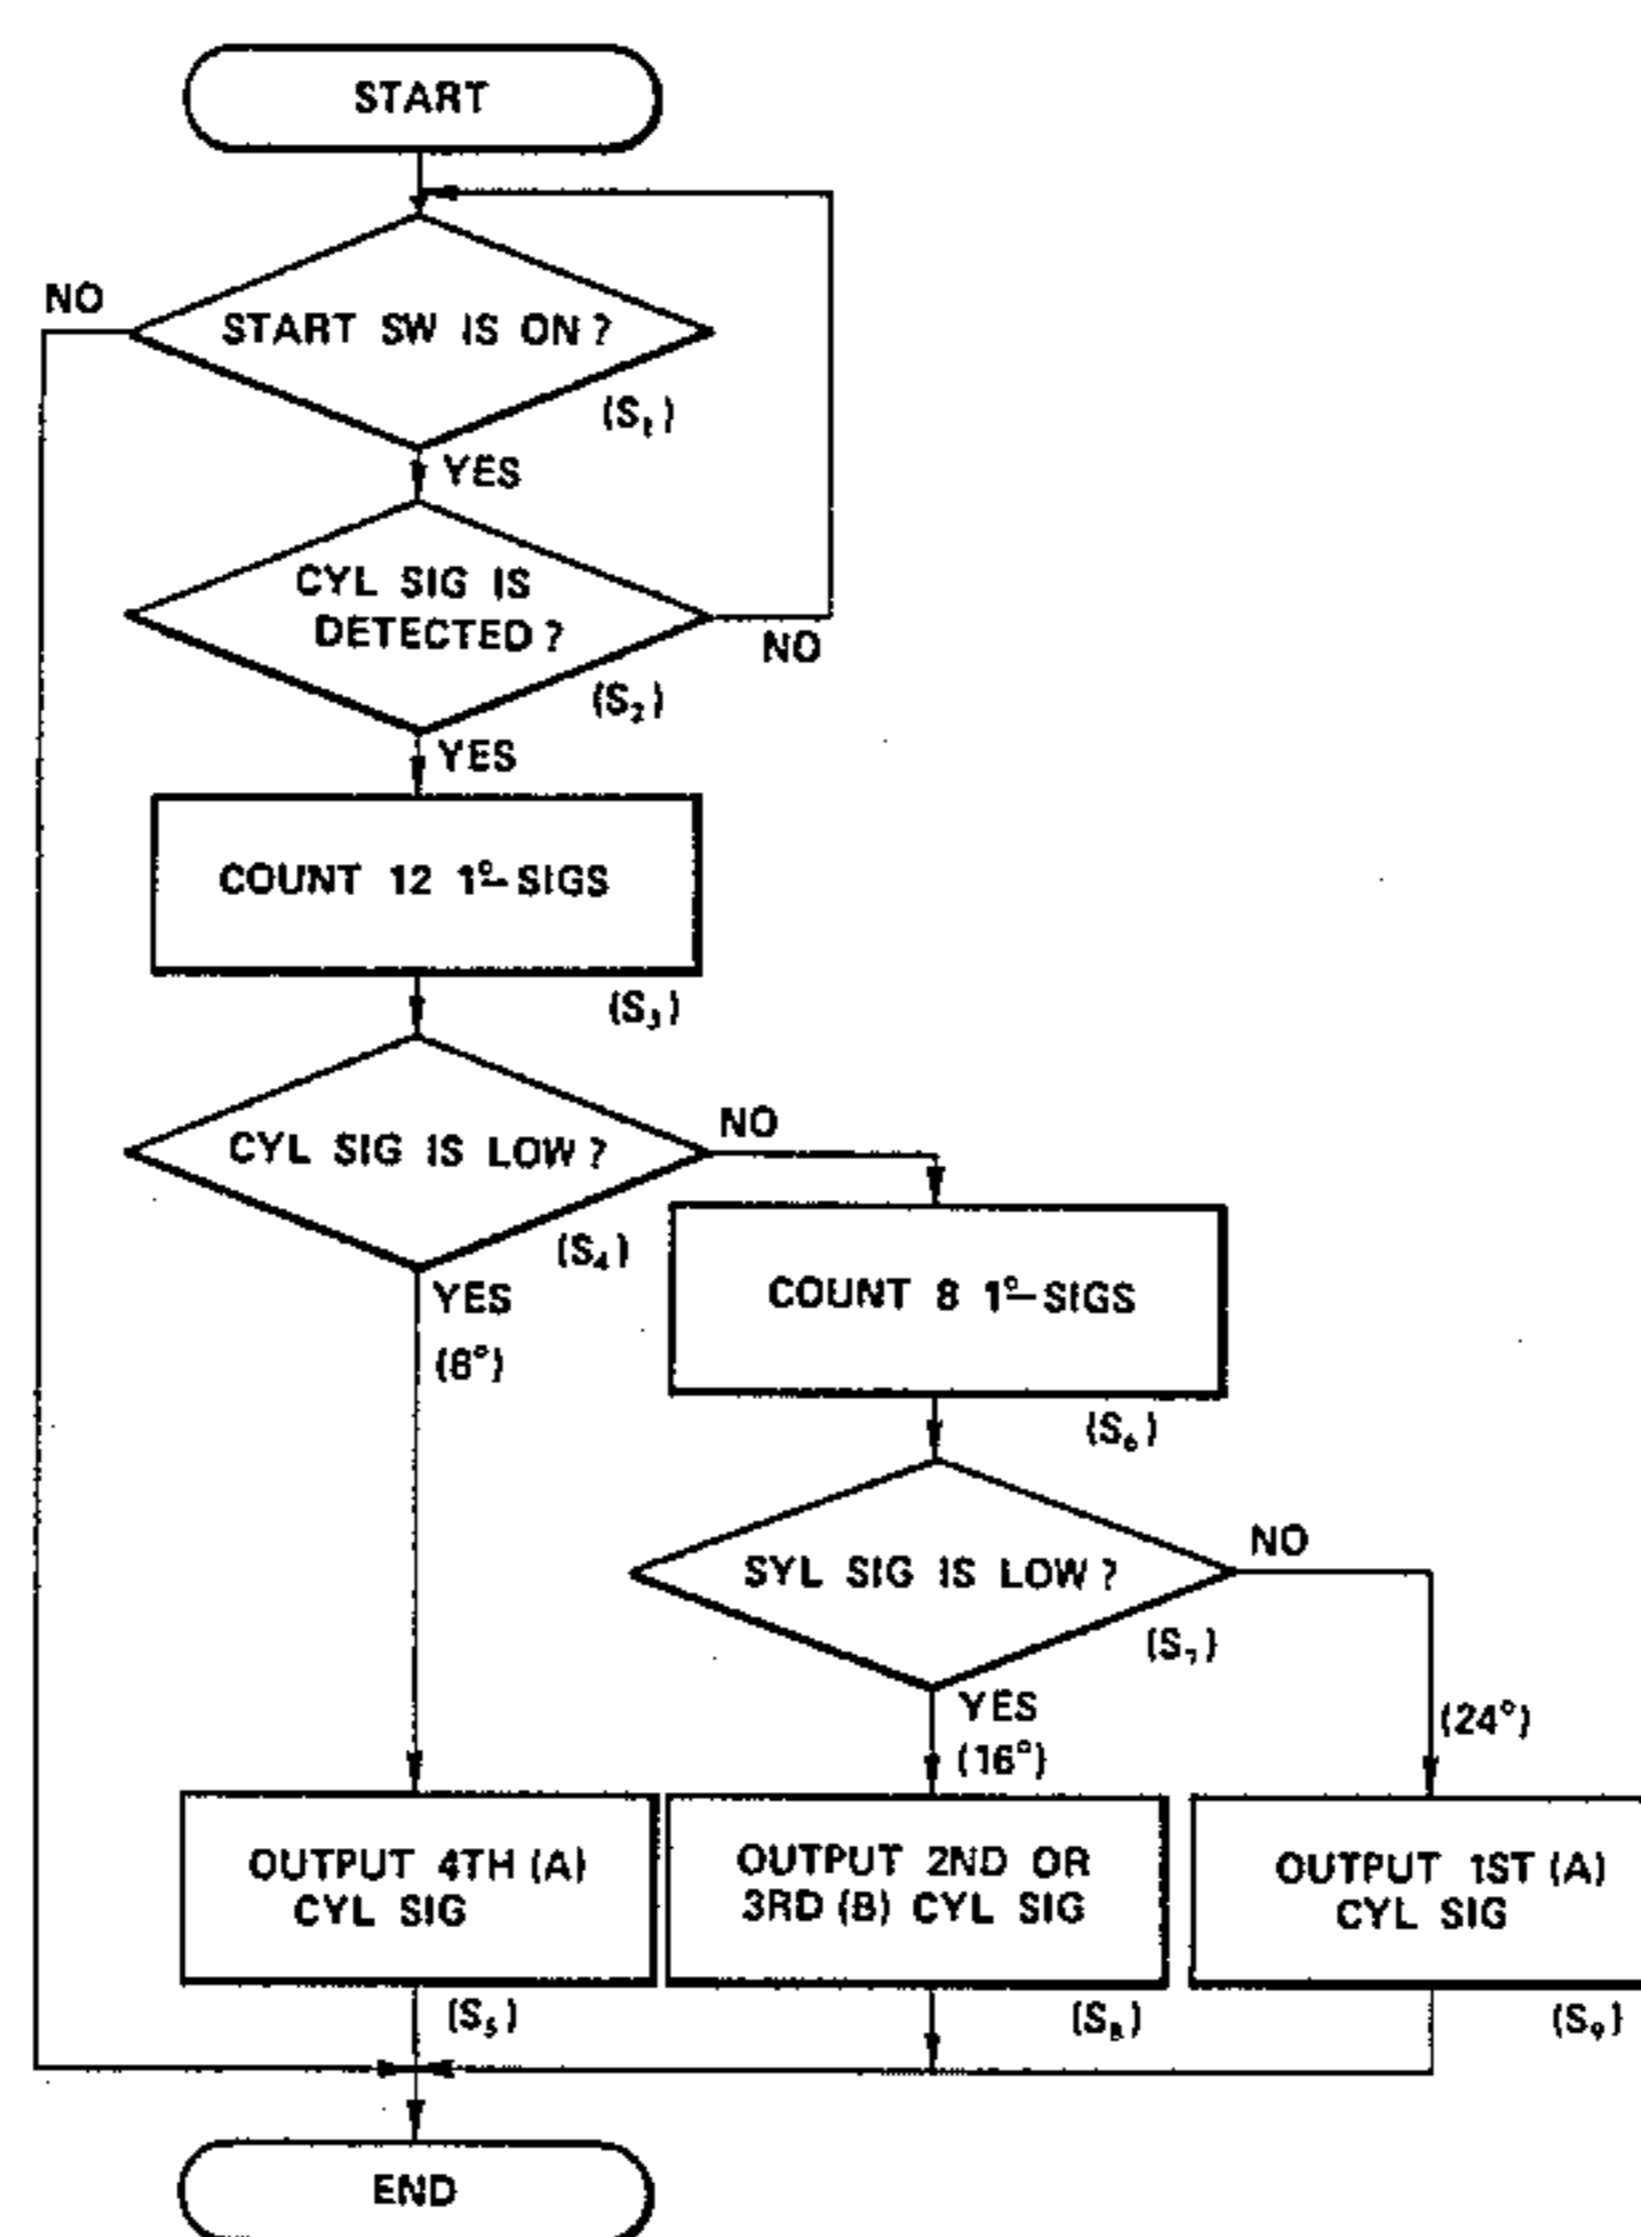 START
NO
START SW IS ON?
(S₁)
YES
CYL SIG IS
DETECTED?
NO
(S₂)
YES
COUNT 12 1°-SIGS
(S₃)
NO
CYL SIG IS LOW?
(S₄)
YES
(8°)
COUNT 8 1°-SIGS
(S₆)
NO
SYL SIG IS LOW?
(S₇)
YES
(16°)
(24°)
OUTPUT 4TH (A)
CYL SIG
OUTPUT 2ND OR
3RD (B) CYL SIG
OUTPUT 1ST (A)
CYL SIG
(S₅)
(S₈)
(S₉)
END